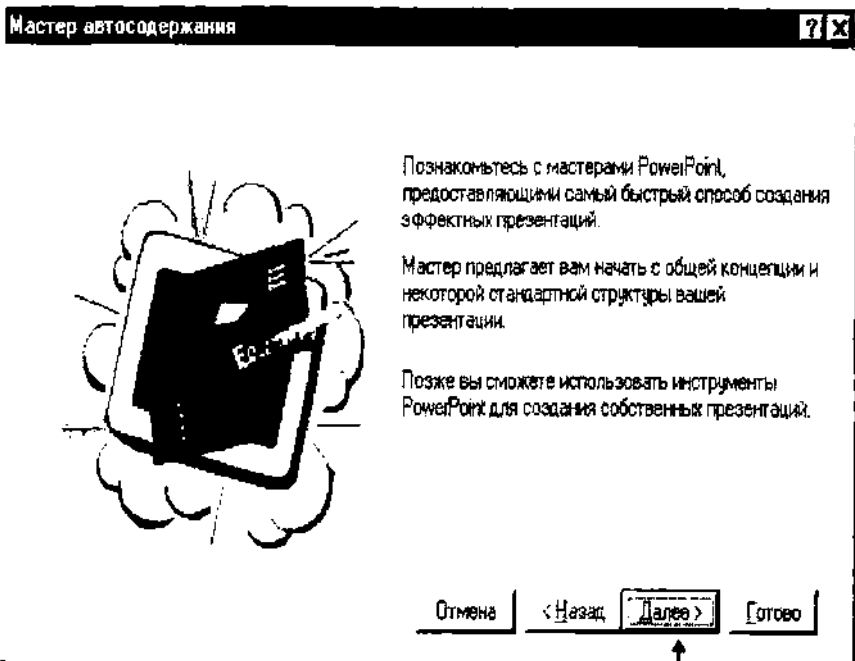 Мастер автосодержания
Познакомьтесь с мастерами PowerPoint,
предоставляющими самый быстрый способ создания
эффектных презентаций.
Мастер предлагает вам начать с общей концепции и
некоторой стандартной структуры вашей
презентации.
Позже вы сможете использовать инструменты
PowerPoint для создания собственных презентаций.
Отмена <Назад Далее> Готово